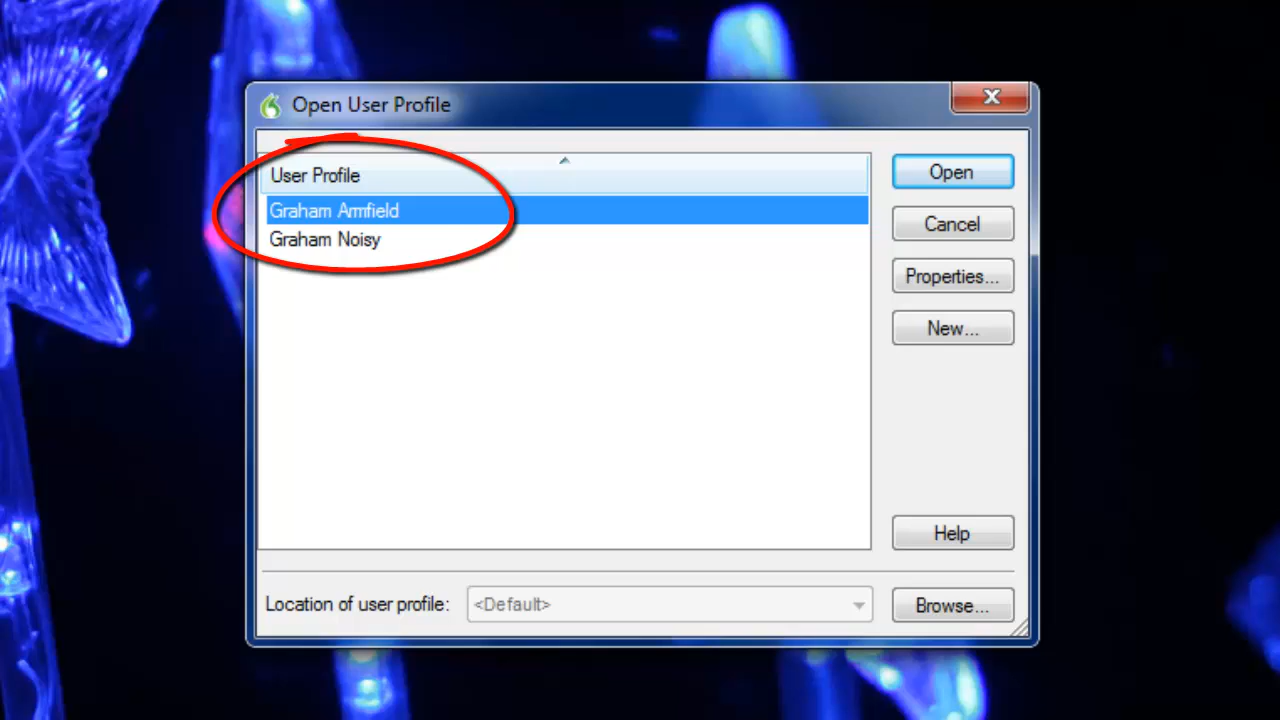 Open User Profile
User Profile
Graham Armfield
Graham Noisy
Open
Cancel
Properties...
New...
Help
Location of user profile: <Default> Browse...